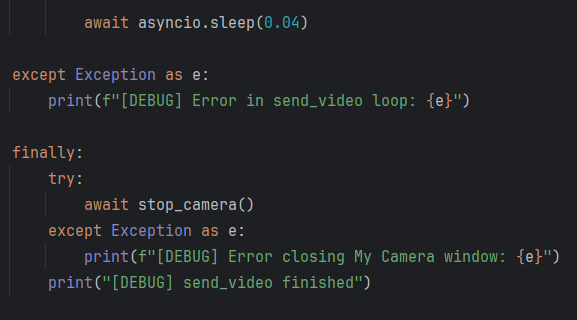 await asyncio.sleep(0.04)
except Exception as e:
print(f"[DEBUG] Error in send_video loop: {e}")
finally:
try:
await stop_camera()
except Exception as e:
print(f"[DEBUG] Error closing My Camera window: {e}")
print("[DEBUG] send_video finished")